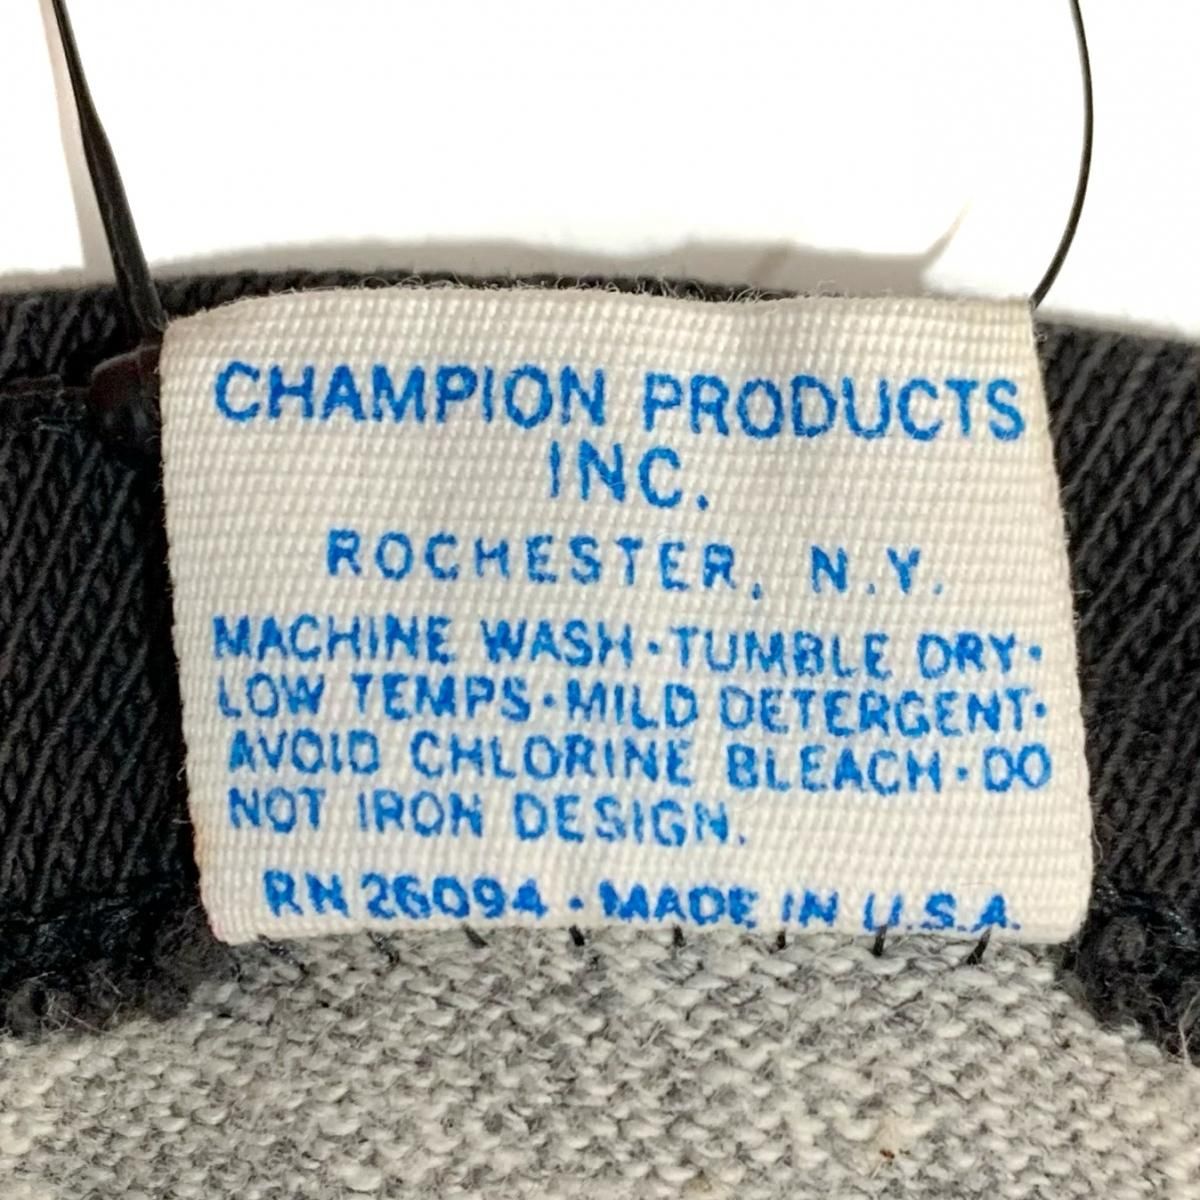 CHAMPION PRODUCTS
INC.
ROCHESTER, N.Y.
MACHINE WASH·TUMBLE DRY·
LOW TEMPS·MILD DETERGENT·
AVOID CHLORINE BLEACH·DO
NOT IRON DESIGN.
RN 26094 · MADE IN U.S.A.